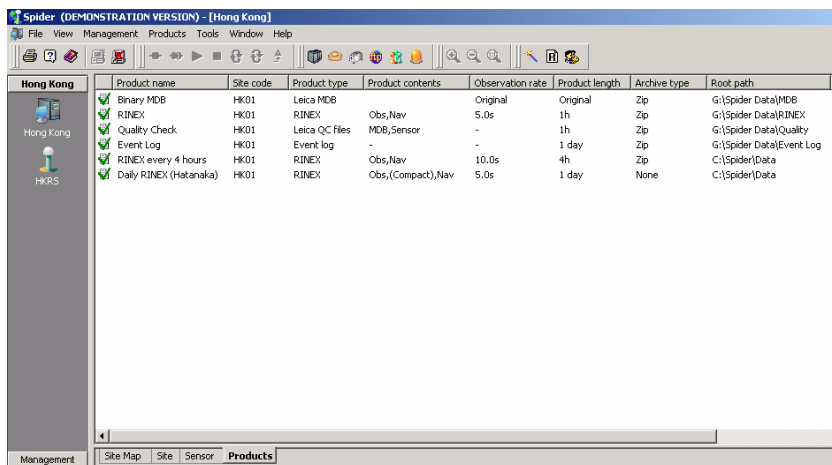 Spider (DEMONSTRATION VERSION) - [Hong Kong]
File View Management Products Tools Window Help
Hong Kong
Hong Kong
HKRS
Management
Product name Site code Product type Product contents Observation rate Product length Archive type Root path
Binary MDB HK01 Leica MDB Original Original Zip G:\Spider Data\MDB
RINEX HK01 RINEX Obs,Nav 5.0s 1h Zip G:\Spider Data\RINEX
Quality Check HK01 Leica QC files MDB,Sensor - 1h Zip G:\Spider Data\Quality
Event Log HK01 Event log - - 1 day Zip G:\Spider Data\Event Log
RINEX every 4 hours HK01 RINEX Obs,Nav 10.0s 4h Zip C:\Spider\Data
Daily RINEX (Hatanaka) HK01 RINEX Obs,(Compact),Nav 5.0s 1 day None C:\Spider\Data
Site Map Site Sensor Products